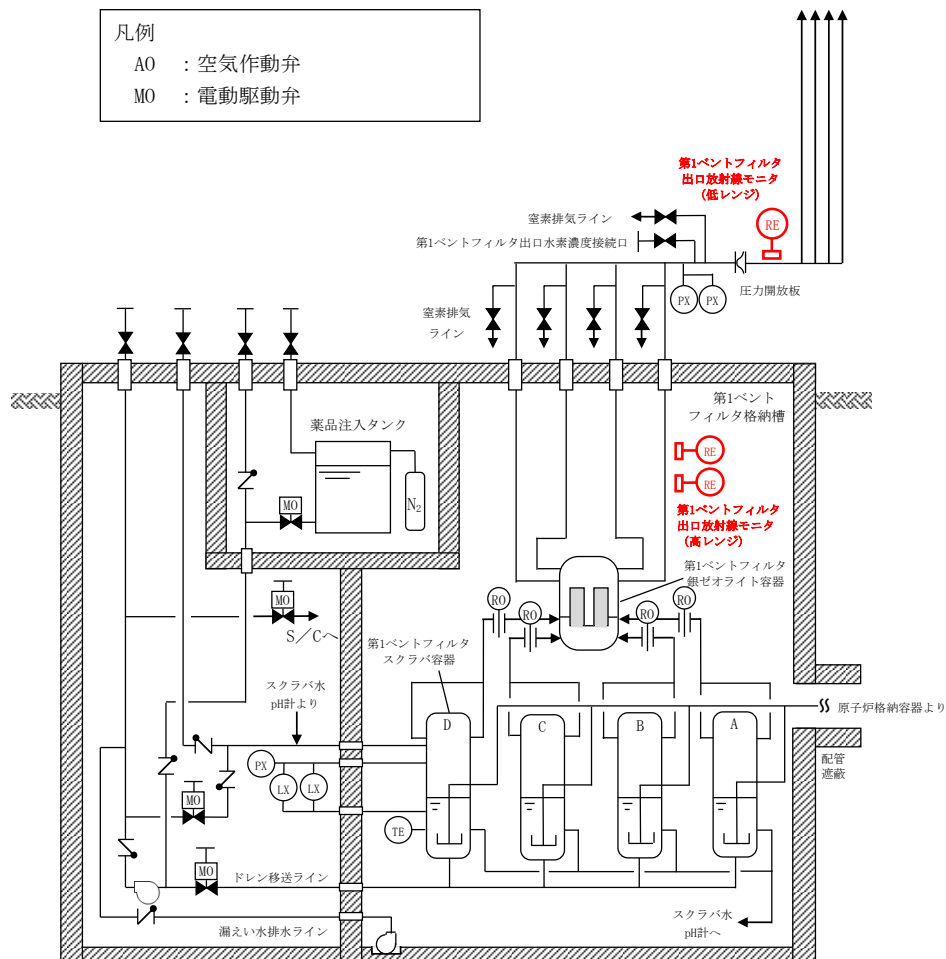 凡例
AO ：空気作動弁
MO ：電動駆動弁
第1ベントフィルタ
出口放射線モニタ
(低レンジ)
RE
窒素排気ライン
第1ベントフィルタ出口水素濃度接続口
圧力開放板
PX
PX
窒素排気
ライン
第1ベント
フィルタ格納槽
薬品注入タンク
N₂
MO
RE
RE
第1ベントフィルタ
出口放射線モニタ
(高レンジ)
第1ベントフィルタ
銀ゼオライト容器
MO
S／Cへ
RO
RO
RO
RO
第1ベントフィルタ
スクラバ容器
スクラバ水
pH計より
D
C
B
A
原子炉格納容器より
配管
遮蔽
PX
LX
LX
MO
TE
MO
ドレン移送ライン
漏えい水排水ライン
スクラバ水
pH計へ